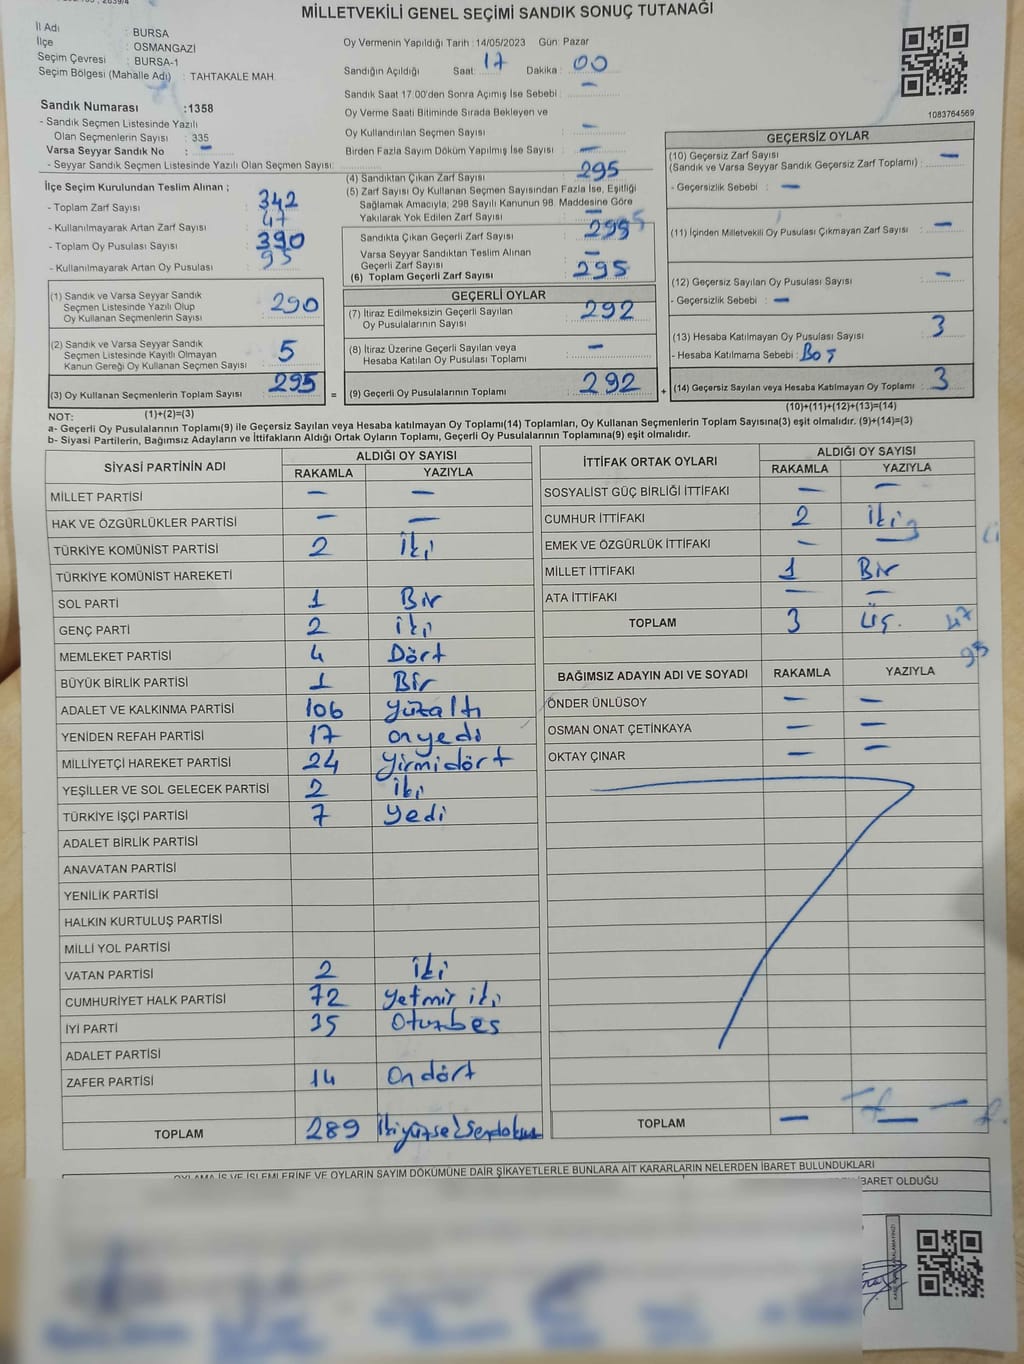 MİLLETVEKİLİ GENEL SEÇİMİ SANDIK SONUÇ TUTANAĞI
İl Adı : BURSA
İlçe : OSMANGAZİ
Seçim Çevresi : BURSA-1
Seçim Bölgesi (Mahalle Adı) : TAHTAKALE MAH.
Sandık Numarası :1358
- Sandık Seçmen Listesinde Yazılı
Olan Seçmenlerin Sayısı : 335
Varsa Seyyar Sandık No : —
- Seyyar Sandık Seçmen Listesinde Yazılı Olan Seçmen Sayısı:
Oy Vermenin Yapıldığı Tarih :14/05/2023 Gün: Pazar
Sandığın Açıldığı Saat: 17 Dakika: 00
Sandık Saat 17:00'den Sonra Açımış İse Sebebi : —
Oy Verme Saati Bitiminde Sırada Bekleyen ve
Oy Kullandırılan Seçmen Sayısı : —
Birden Fazla Sayım Döküm Yapılmış İse Sayısı : —
1083764569
İlçe Seçim Kurulundan Teslim Alınan ;
- Toplam Zarf Sayısı : 342
- Kullanılmayarak Artan Zarf Sayısı : 47
- Toplam Oy Pusulası Sayısı : 390
- Kullanılmayarak Artan Oy Pusulası : 95
(1) Sandık ve Varsa Seyyar Sandık
Seçmen Listesinde Yazılı Olup
Oy Kullanan Seçmenlerin Sayısı : 290
(2) Sandık ve Varsa Seyyar Sandık
Seçmen Listesinde Kayıtlı Olmayan
Kanun Gereği Oy Kullanan Seçmen Sayısı : 5
(3) Oy Kullanan Seçmenlerin Toplam Sayısı : 295
(1)+(2)=(3)
(4) Sandıktan Çıkan Zarf Sayısı : 295
(5) Zarf Sayısı Oy Kullanan Seçmen Sayısından Fazla İse, Eşitliği
Sağlamak Amacıyla, 298 Sayılı Kanunun 98. Maddesine Göre
Yakılarak Yok Edilen Zarf Sayısı : —
Sandıkta Çıkan Geçerli Zarf Sayısı : 295
Varsa Seyyar Sandıktan Teslim Alınan
Geçerli Zarf Sayısı : —
(6) Toplam Geçerli Zarf Sayısı : 295
GEÇERLİ OYLAR
(7) İtiraz Edilmeksizin Geçerli Sayılan
Oy Pusulalarının Sayısı : 292
(8) İtiraz Üzerine Geçerli Sayılan veya
Hesaba Katılan Oy Pusulası Toplamı : —
= (9) Geçerli Oy Pusulalarının Toplamı : 292 +
GEÇERSİZ OYLAR
(10) Geçersiz Zarf Sayısı
(Sandık ve Varsa Seyyar Sandık Geçersiz Zarf Toplamı) : —
- Geçersizlik Sebebi : —
(11) İçinden Milletvekili Oy Pusulası Çıkmayan Zarf Sayısı : —
(12) Geçersiz Sayılan Oy Pusulası Sayısı : —
- Geçersizlik Sebebi : —
(13) Hesaba Katılmayan Oy Pusulası Sayısı : 3
- Hesaba Katılmama Sebebi : Boş
(14) Geçersiz Sayılan veya Hesaba Katılmayan Oy Toplamı : 3
(10)+(11)+(12)+(13)=(14)
NOT:
a- Geçerli Oy Pusulalarının Toplamı(9) ile Geçersiz Sayılan veya Hesaba katılmayan Oy Toplamı(14) Toplamları, Oy Kullanan Seçmenlerin Toplam Sayısına(3) eşit olmalıdır. (9)+(14)=(3)
b- Siyasi Partilerin, Bağımsız Adayların ve İttifakların Aldığı Ortak Oyların Toplamı, Geçerli Oy Pusulalarının Toplamına(9) eşit olmalıdır.
SİYASİ PARTİNİN ADI ALDIĞI OY SAYISI
RAKAMLA YAZIYLA
MİLLET PARTİSİ — —
HAK VE ÖZGÜRLÜKLER PARTİSİ — —
TÜRKİYE KOMÜNİST PARTİSİ 2 İki
TÜRKİYE KOMÜNİST HAREKETİ
SOL PARTİ 1 Bir
GENÇ PARTİ 2 İki
MEMLEKET PARTİSİ 4 Dört
BÜYÜK BİRLİK PARTİSİ 1 Bir
ADALET VE KALKINMA PARTİSİ 106 Yüzaltı
YENİDEN REFAH PARTİSİ 17 Onyedi
MİLLİYETÇİ HAREKET PARTİSİ 24 Yirmidört
YEŞİLLER VE SOL GELECEK PARTİSİ 2 İki
TÜRKİYE İŞÇİ PARTİSİ 7 Yedi
ADALET BİRLİK PARTİSİ
ANAVATAN PARTİSİ
YENİLİK PARTİSİ
HALKIN KURTULUŞ PARTİSİ
MİLLİ YOL PARTİSİ
VATAN PARTİSİ 2 İki
CUMHURİYET HALK PARTİSİ 72 Yetmir iki
İYİ PARTİ 35 Otuzbeş
ADALET PARTİSİ
ZAFER PARTİSİ 14 Ondört
TOPLAM 289 İkiyüzseksendokuz
İTTİFAK ORTAK OYLARI ALDIĞI OY SAYISI
RAKAMLA YAZIYLA
SOSYALİST GÜÇ BİRLİĞİ İTTİFAKI — —
CUMHUR İTTİFAKI 2 İki
EMEK VE ÖZGÜRLÜK İTTİFAKI — —
MİLLET İTTİFAKI 1 Bir
ATA İTTİFAKI — —
TOPLAM 3 Üç.
47
95
BAĞIMSIZ ADAYIN ADI VE SOYADI RAKAMLA YAZIYLA
ÖNDER ÜNLÜSOY — —
OSMAN ONAT ÇETİNKAYA — —
OKTAY ÇINAR — —
TOPLAM — —
OYLAMA İŞ VE İŞLEMLERİNE VE OYLARIN SAYIM DÖKÜMÜNE DAİR ŞİKAYETLERLE BUNLARA AİT KARARLARIN NELERDEN İBARET BULUNDUKLARI
İBARET OLDUĞU